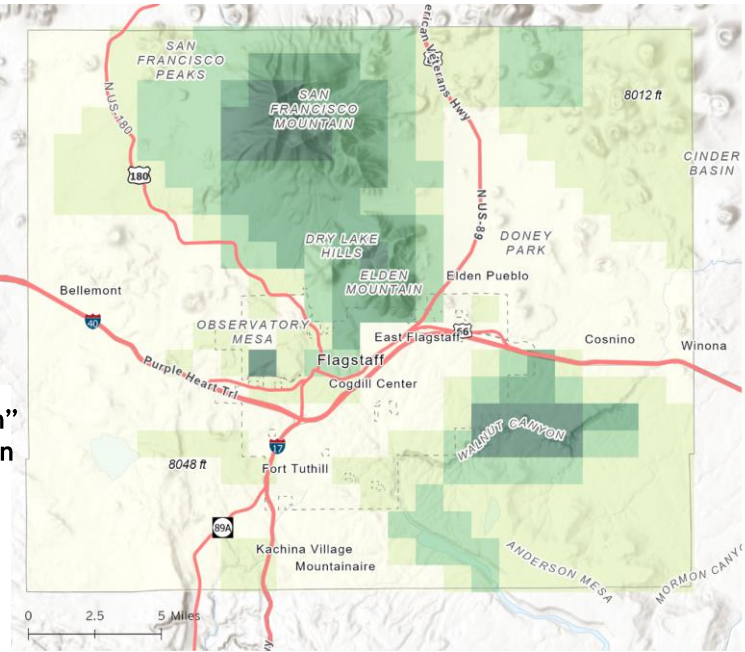 SAN
FRANCISCO
PEAKS
erican Veterans Hwy
8012 ft
SAN
FRANCISCO
MOUNTAIN
N US-180
CINDER
BASIN
180
N US-89
DRY LAKE
HILLS
DONEY
PARK
ELDEN
MOUNTAIN
Elden Pueblo
Bellemont
40
OBSERVATORY
MESA
East Flagstaff
66
Cosnino
Winona
Flagstaff
Purple Heart Trl
Cogdill Center
n”
n
WALNUT CANYON
17
8048 ft
Fort Tuthill
89A
Kachina Village
Mountainaire
ANDERSON MESA
MORMON CANYO
0 2.5 5 Miles
wy